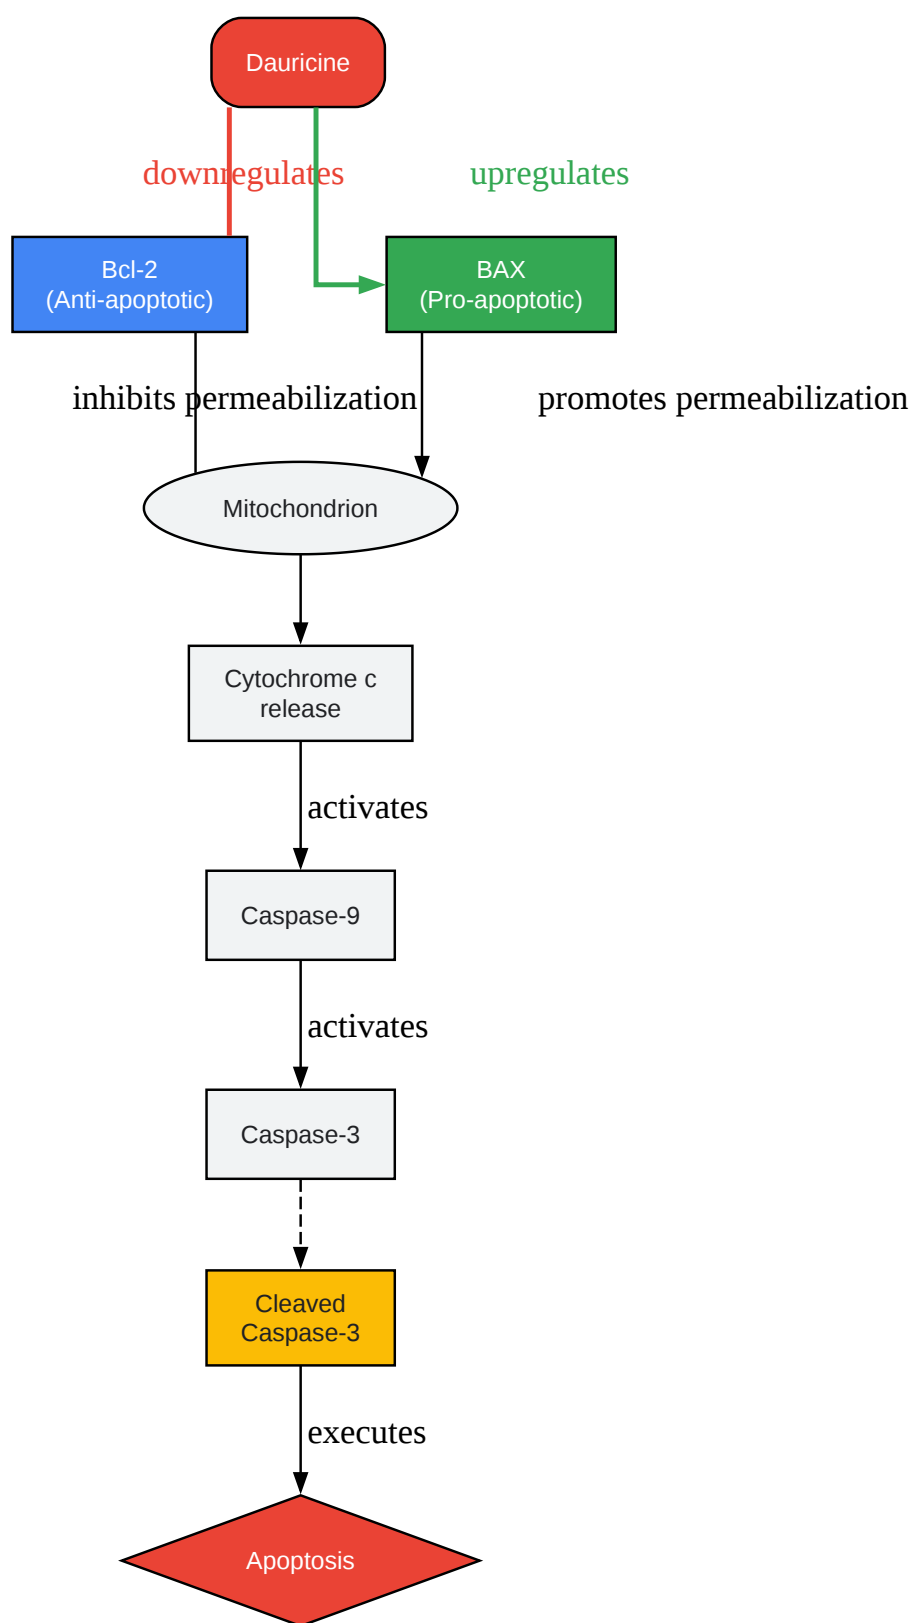 Dauricine
downregulates
upregulates
Bcl-2
(Anti-apoptotic)
BAX
(Pro-apoptotic)
inhibits permeabilization
promotes permeabilization
Mitochondrion
Cytochrome c
release
activates
Caspase-9
activates
Caspase-3
Cleaved
Caspase-3
executes
Apoptosis